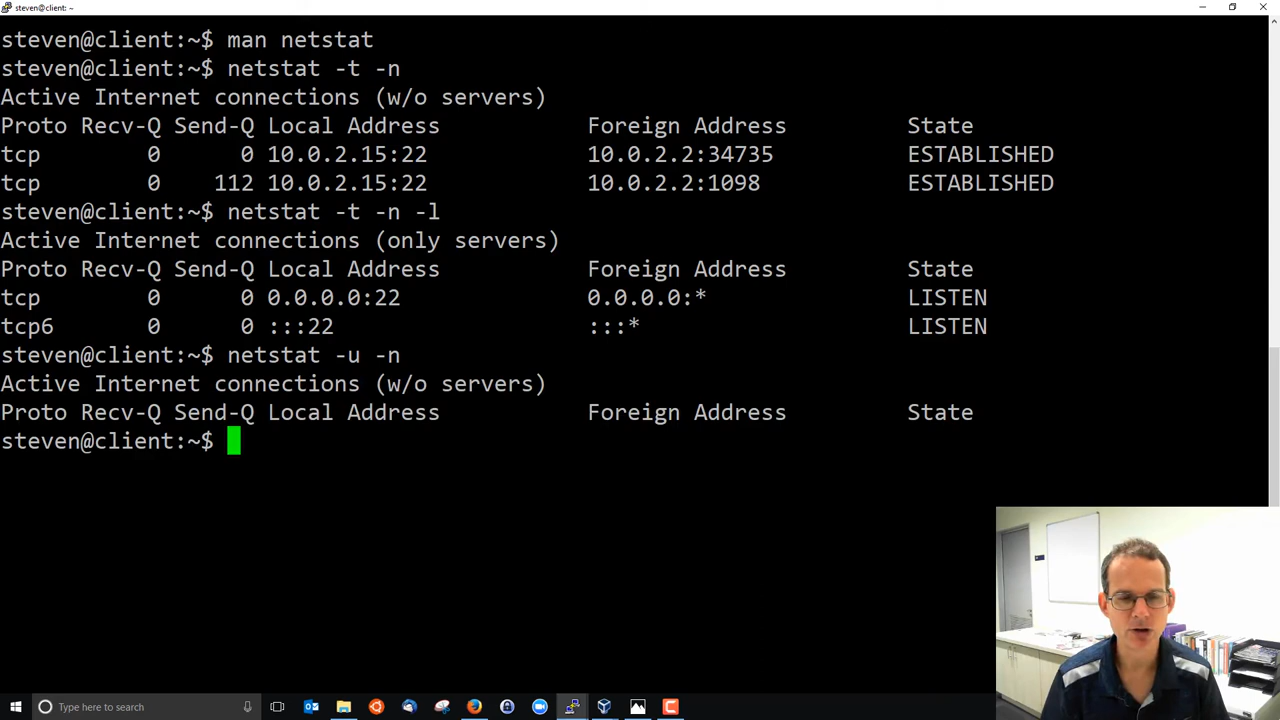 steven@client: ~
steven@client:~$ man netstat
steven@client:~$ netstat -t -n
Active Internet connections (w/o servers)
Proto Recv-Q Send-Q Local Address           Foreign Address         State
tcp        0      0 10.0.2.15:22            10.0.2.2:34735          ESTABLISHED
tcp        0    112 10.0.2.15:22            10.0.2.2:1098           ESTABLISHED
steven@client:~$ netstat -t -n -l
Active Internet connections (only servers)
Proto Recv-Q Send-Q Local Address           Foreign Address         State
tcp        0      0 0.0.0.0:22              0.0.0.0:*               LISTEN
tcp6       0      0 :::22                   :::*                    LISTEN
steven@client:~$ netstat -u -n
Active Internet connections (w/o servers)
Proto Recv-Q Send-Q Local Address           Foreign Address         State
steven@client:~$
Type here to search